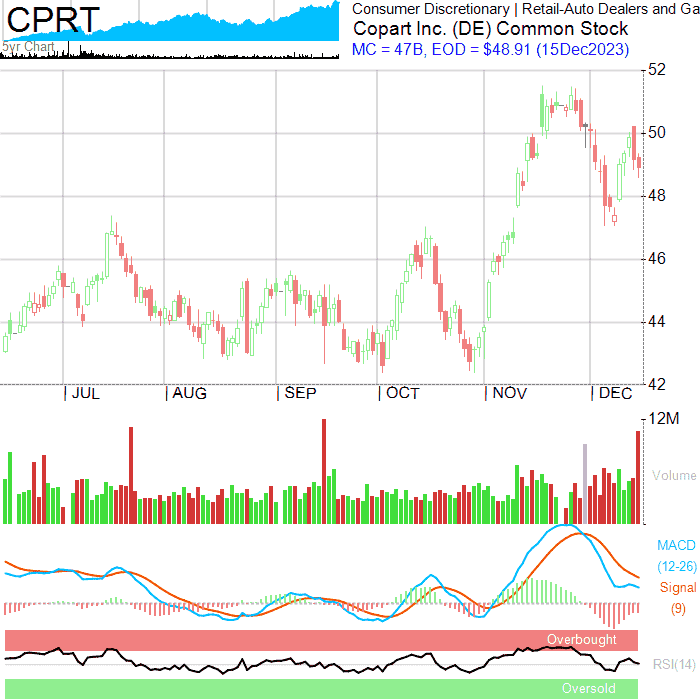 CPRT
5yr Chart
Consumer Discretionary | Retail-Auto Dealers and Ga
Copart Inc. (DE) Common Stock
MC = 47B, EOD = $48.91 (15Dec2023)
52
50
48
46
44
42
| JUL | AUG | SEP | OCT | NOV | DEC
12M
Volume
MACD
(12-26)
Signal
(9)
Overbought
RSI(14)
Oversold